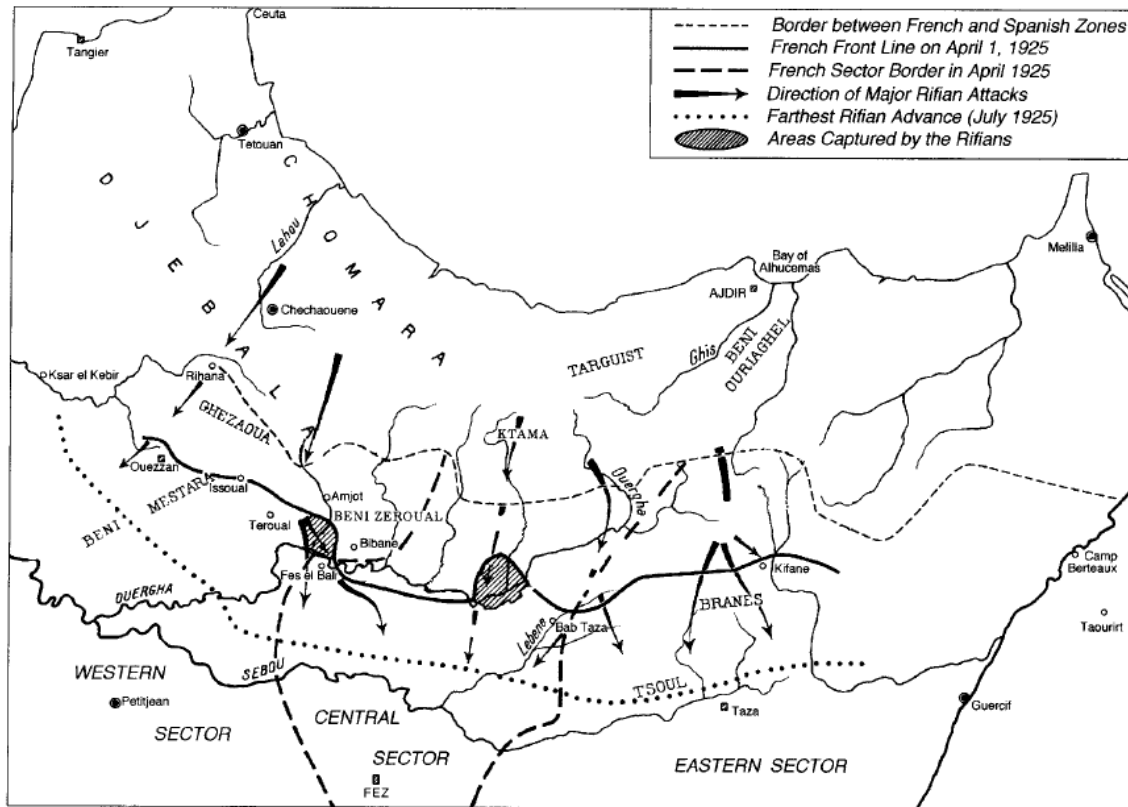 Ceuta
Tangier
Border between French and Spanish Zones
French Front Line on April 1, 1925
French Sector Border in April 1925
Direction of Major Rifian Attacks
Farthest Rifian Advance (July 1925)
Areas Captured by the Rifians
Tetouan
CHOMARA
DJEBALA
Lahou
Melilla
Bay of
Alhucemas
AJDIR
Chechaouene
Ghis
BENI
OURIAGHEL
TARGUIST
Ksar el Kebir
Rihana
GHEZAOUA
KTAMA
Ouezzan
Issoual
Ouergha
BENI MESTARA
Amjot
Teroual
BENI ZEROUAL
Bibane
Fes el Bali
Kifane
Camp
Berteaux
OUERGHA
BRANES
Taourirt
Lebene
Bab Taza
SEBOU
TSOUL
WESTERN
SECTOR
Petitjean
CENTRAL
SECTOR
Taza
Guercif
FEZ
EASTERN SECTOR